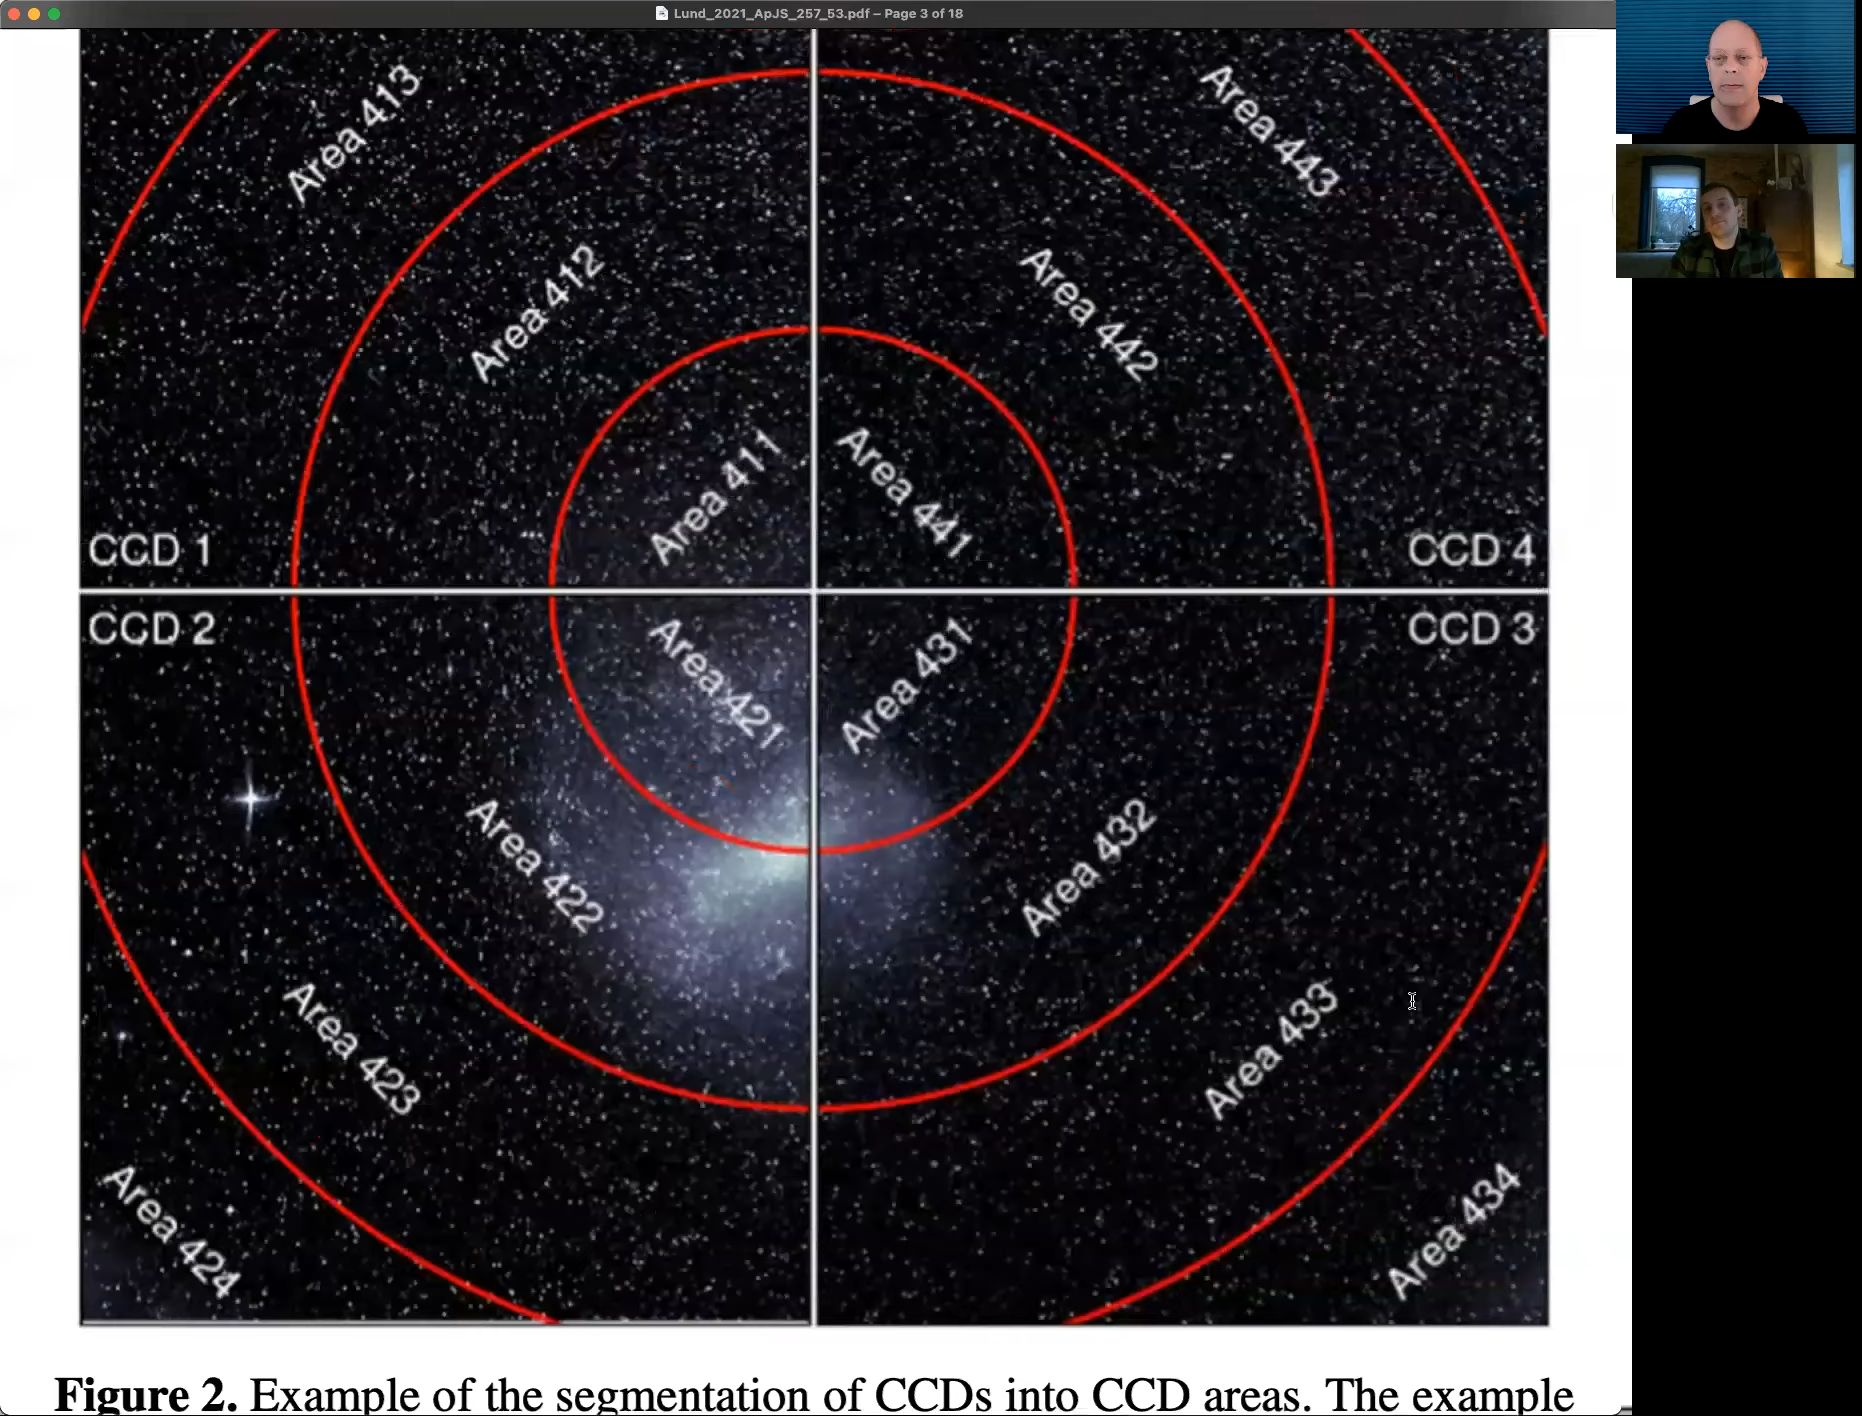 Lund_2021_ApJS_257_53.pdf – Page 3 of 18
Area 413
Area 443
Area 412
Area 442
Area 411
Area 441
CCD 1
CCD 4
CCD 2
CCD 3
Area 421
Area 431
Area 422
Area 432
Area 423
Area 433
Area 424
Area 434
Figure 2. Example of the segmentation of CCDs into CCD areas. The example